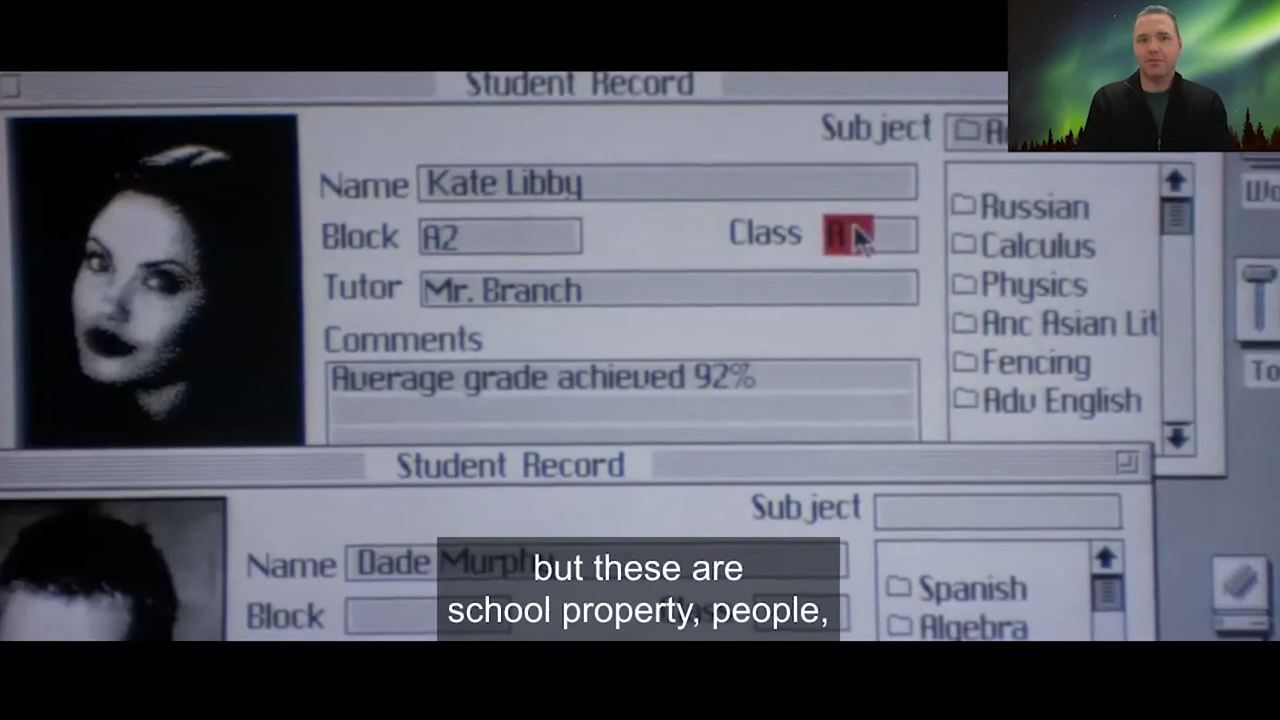 Student Record
Subject
Name Kate Libby
Block A2 Class A
Tutor Mr. Branch
Comments
Average grade achieved 92%
Russian
Calculus
Physics
Anc Asian Lit
Fencing
Adv English
Student Record
Subject
Name Dade Murphy
Block
Spanish
Algebra
but these are
school property, people,